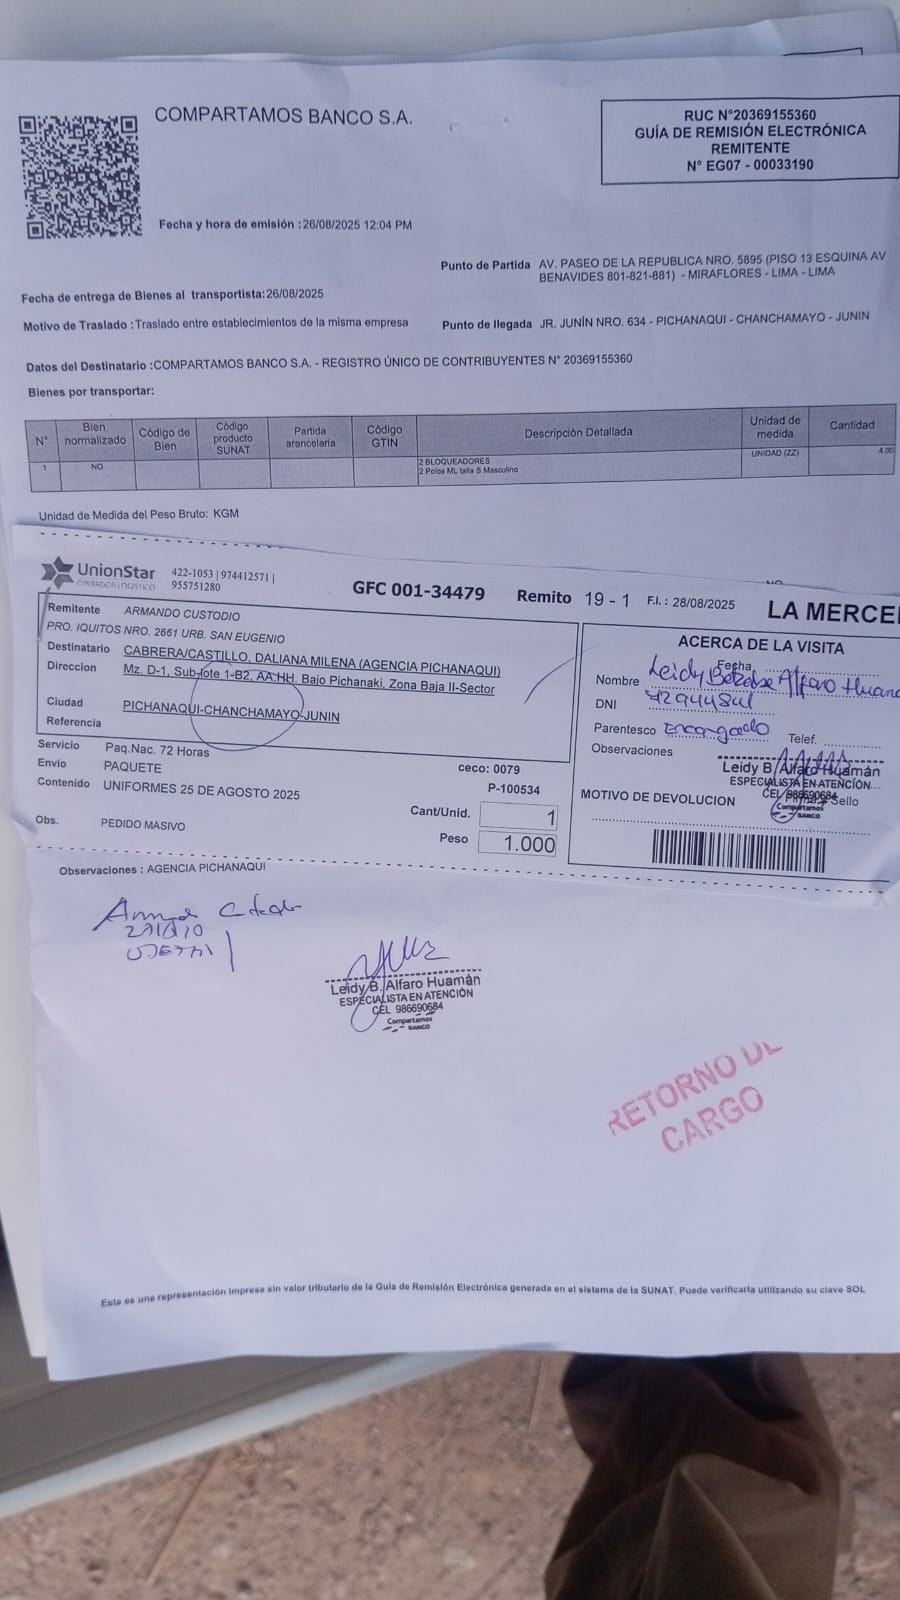 COMPARTAMOS BANCO S.A.
RUC N°20369155360
GUÍA DE REMISIÓN ELECTRÓNICA
REMITENTE
N° EG07 - 00033190
Fecha y hora de emisión :26/08/2025 12:04 PM
Punto de Partida AV. PASEO DE LA REPUBLICA NRO. 5895 (PISO 13 ESQUINA AV
BENAVIDES 801-821-881) - MIRAFLORES - LIMA - LIMA
Fecha de entrega de Bienes al transportista:26/08/2025
Motivo de Traslado :Traslado entre establecimientos de la misma empresa
Punto de llegada JR. JUNÍN NRO. 634 - PICHANAQUI - CHANCHAMAYO - JUNIN
Datos del Destinatario :COMPARTAMOS BANCO S.A. - REGISTRO ÚNICO DE CONTRIBUYENTES N° 20369155360
Bienes por transportar:
N° Bien normalizado Código de Bien Código producto SUNAT Partida arancelaria Código GTIN Descripción Detallada Unidad de medida Cantidad
1 NO 2 BLOQUEADORES UNIDAD (ZZ) 4.00
2 Polos ML talla S Masculino
Unidad de Medida del Peso Bruto: KGM
UnionStar
OPERADOR LOGISTICO
422-1053 | 974412571 |
955751280
GFC 001-34479
Remito 19 - 1
F.I.: 28/08/2025
LA MERCE
Remitente ARMANDO CUSTODIO
PRO. IQUITOS NRO. 2661 URB. SAN EUGENIO
Destinatario CABRERA/CASTILLO, DALIANA MILENA (AGENCIA PICHANAQUI)
Direccion Mz. D-1, Sub-lote 1-B2, AA.HH. Bajo Pichanaki, Zona Baja II-Sector
Ciudad PICHANAQUI-CHANCHAMAYO-JUNIN
Referencia
Servicio Paq.Nac. 72 Horas
Envio PAQUETE
ceco: 0079
Contenido UNIFORMES 25 DE AGOSTO 2025
P-100534
Cant/Unid. 1
Peso 1.000
Obs. PEDIDO MASIVO
ACERCA DE LA VISITA
Fecha
Nombre Leidy Alfaro Huam
DNI
Parentesco Encargado Telef.
Observaciones
Leidy B. Alfaro Huamán
ESPECIALISTA EN ATENCIÓN
CEL 986690684
Compartamos
BANCO
Sello
MOTIVO DE DEVOLUCION
Observaciones : AGENCIA PICHANAQUI
Leidy B. Alfaro Huamán
ESPECIALISTA EN ATENCIÓN
CEL 986690684
Compartamos
BANCO
RETORNO DE
CARGO
Este es una representación impresa sin valor tributario de la Guía de Remisión Electrónica generada en el sistema de la SUNAT. Puede verificarla utilizando su clave SOL